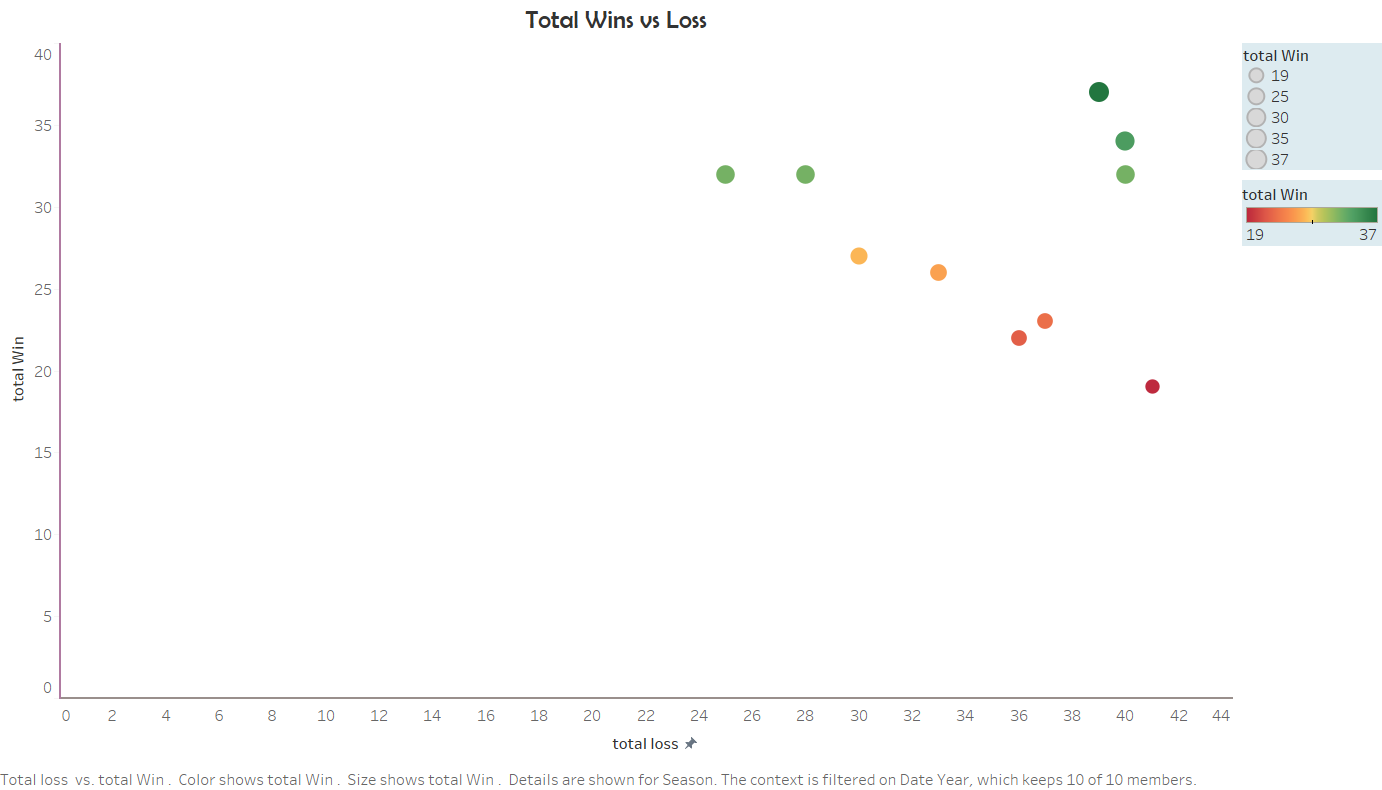 Total Wins vs Loss
40
35
30
25
20
15
10
5
0
total Win
0 2 4 6 8 10 12 14 16 18 20 22 24 26 28 30 32 34 36 38 40 42 44
total loss
total Win
19
25
30
35
37
total Win
19 37
Total loss vs. total Win . Color shows total Win . Size shows total Win . Details are shown for Season. The context is filtered on Date Year, which keeps 10 of 10 members.